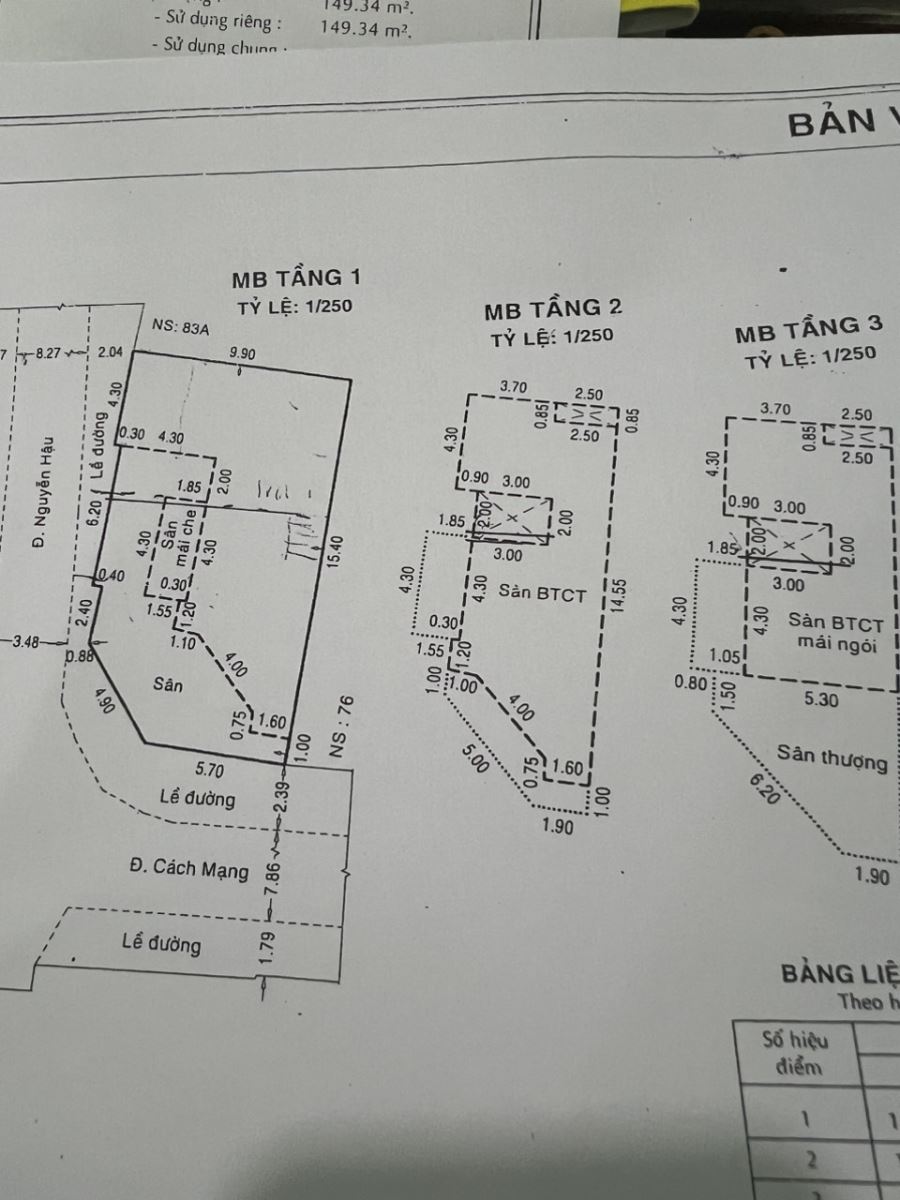 149.34 m².
- Sử dụng riêng : 149.34 m².
- Sử dụng chung :
BẢN
MB TẦNG 1
TỶ LỆ: 1/250
NS: 83A
7
8.27
2.04
9.90
4.30
0.30
4.30
Lề đường
Đ. Nguyễn Hậu
2.00
1.85
6.20
Sân
mái che
4.30
4.30
15.40
0.40
0.30
2.40
1.55
1.20
1.10
3.48
0.88
4.00
Sân
4.90
0.75
1.60
1.00
NS : 76
5.70
2.39
Lề đường
Đ. Cách Mạng
7.86
Lề đường
1.79
MB TẦNG 2
TỶ LỆ: 1/250
3.70
2.50
0.85
0.85
2.50
4.30
0.90
3.00
2.00
2.00
1.85
3.00
4.30
4.30
Sàn BTCT
14.55
0.30
1.55
1.20
1.00
1.00
4.00
5.00
0.75
1.60
1.00
1.90
MB TẦNG 3
TỶ LỆ: 1/250
3.70
2.50
0.85
2.50
4.30
0.90
3.00
2.00
2.00
1.85
3.00
4.30
4.30
Sàn BTCT
mái ngói
1.05
0.80
1.50
5.30
Sân thượng
6.20
1.90
BẢNG LIỆ
Theo h
Số hiệu
điểm
1
1
2